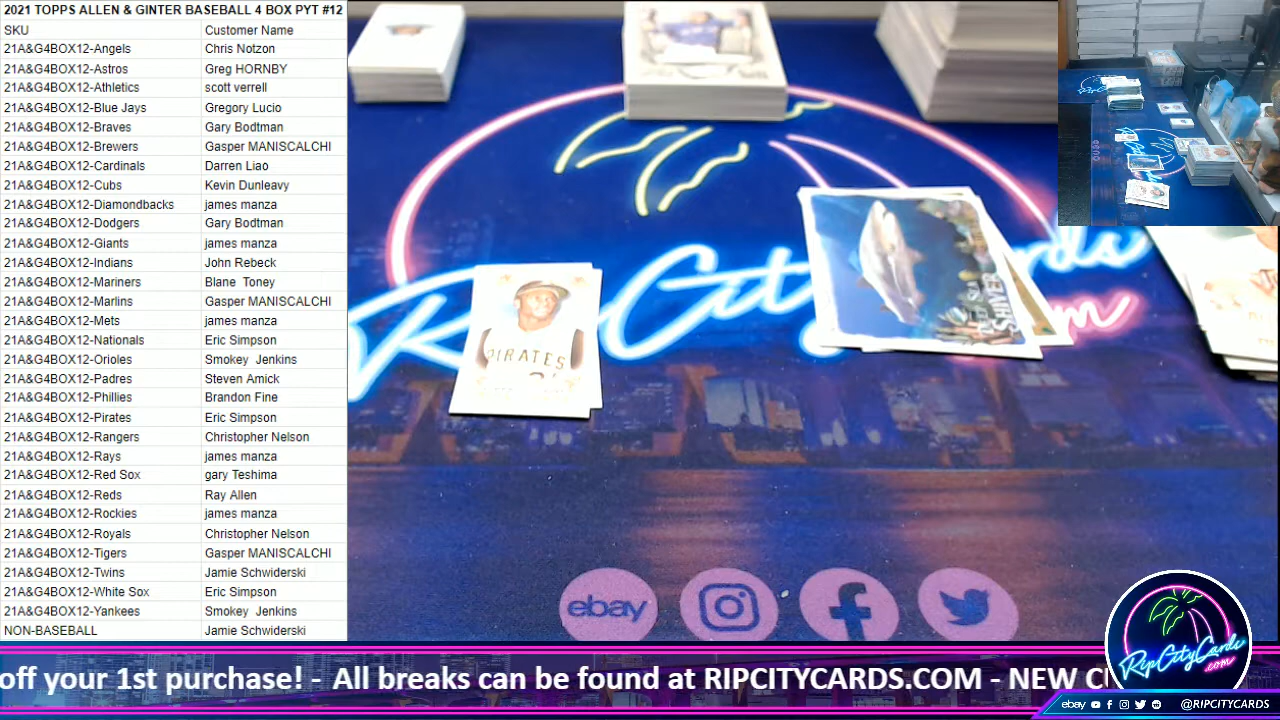 2021 TOPPS ALLEN & GINTER BASEBALL 4 BOX PYT #12
SKU Customer Name
21A&G4BOX12-Angels Chris Notzon
21A&G4BOX12-Astros Greg HORNBY
21A&G4BOX12-Athletics scott verrell
21A&G4BOX12-Blue Jays Gregory Lucio
21A&G4BOX12-Braves Gary Bodtman
21A&G4BOX12-Brewers Gasper MANISCALCHI
21A&G4BOX12-Cardinals Darren Liao
21A&G4BOX12-Cubs Kevin Dunleavy
21A&G4BOX12-Diamondbacks james manza
21A&G4BOX12-Dodgers Gary Bodtman
21A&G4BOX12-Giants james manza
21A&G4BOX12-Indians John Rebeck
21A&G4BOX12-Mariners Blane Toney
21A&G4BOX12-Marlins Gasper MANISCALCHI
21A&G4BOX12-Mets james manza
21A&G4BOX12-Nationals Eric Simpson
21A&G4BOX12-Orioles Smokey Jenkins
21A&G4BOX12-Padres Steven Amick
21A&G4BOX12-Phillies Brandon Fine
21A&G4BOX12-Pirates Eric Simpson
21A&G4BOX12-Rangers Christopher Nelson
21A&G4BOX12-Rays james manza
21A&G4BOX12-Red Sox gary Teshima
21A&G4BOX12-Reds Ray Allen
21A&G4BOX12-Rockies james manza
21A&G4BOX12-Royals Christopher Nelson
21A&G4BOX12-Tigers Gasper MANISCALCHI
21A&G4BOX12-Twins Jamie Schwiderski
21A&G4BOX12-White Sox Eric Simpson
21A&G4BOX12-Yankees Smokey Jenkins
NON-BASEBALL Jamie Schwiderski
PIRATES
RipCityCards
.com
ebay
RipCityCards
.com
off your 1st purchase! - All breaks can be found at RIPCITYCARDS.COM - NEW
ebay @RIPCITYCARDS